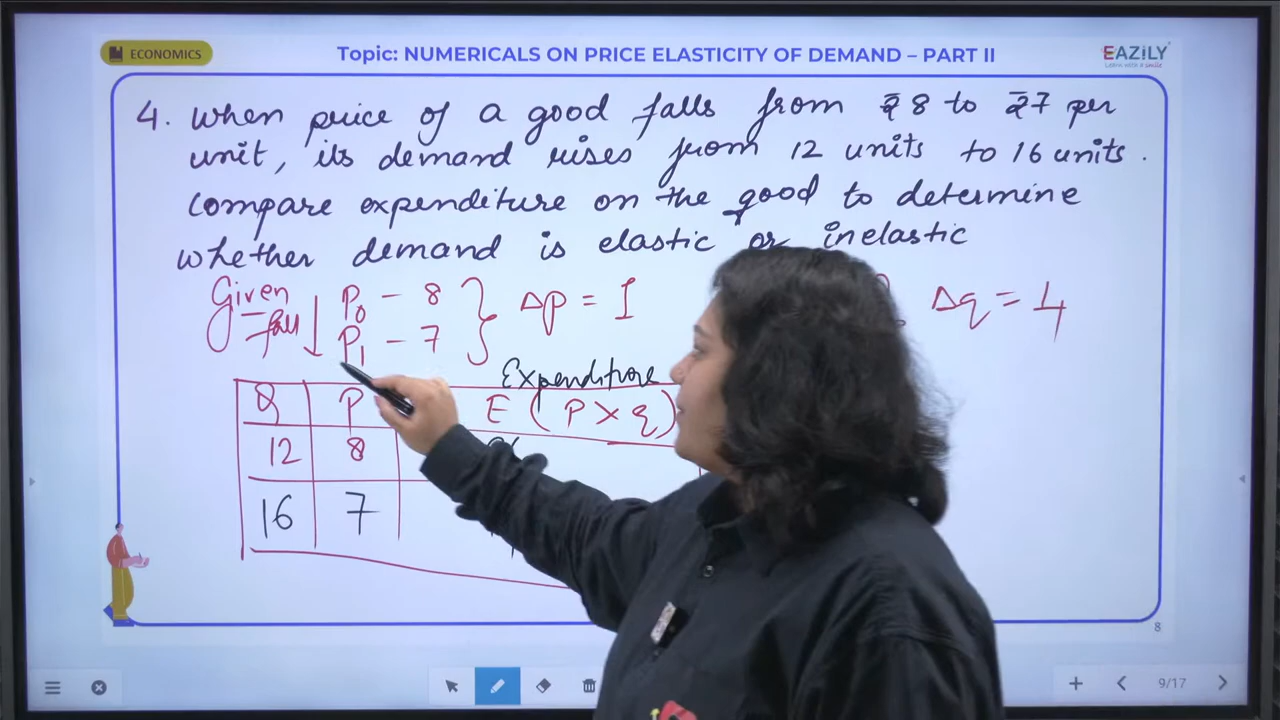 ECONOMICS
Topic: NUMERICALS ON PRICE ELASTICITY OF DEMAND – PART II
EAZILY
Learn with a smile
4. When price of a good falls from ₹8 to ₹7 per
unit, its demand rises from 12 units to 16 units.
Compare expenditure on the good to determine
whether demand is elastic or inelastic
Given
fall ↓
P0 – 8
P1 – 7
Δp = 1
Δq = 4
Expenditure
Q P E (P × q)
12 8
16 7
8
9/17